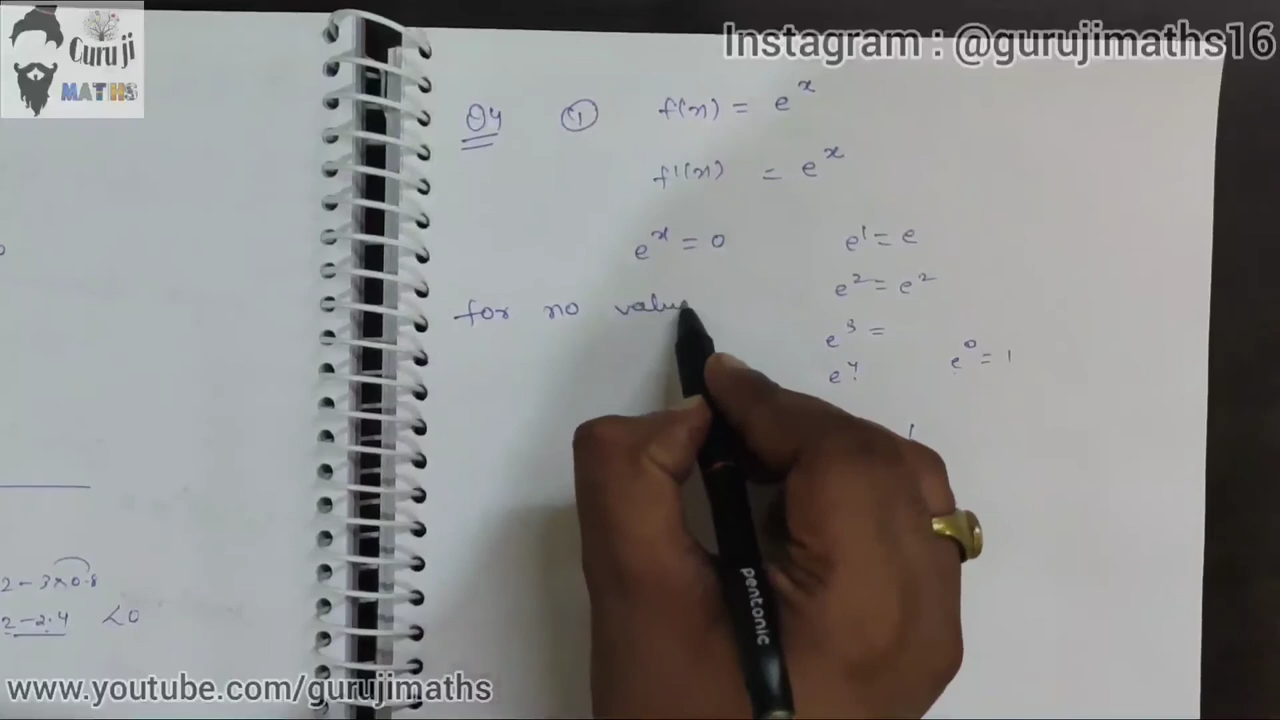 Guru ji
MATHS
Instagram : @gurujimaths16
Q4 ① f(x) = e^x
f'(x) = e^x
e^x = 0
e^1 = e
e^2 = e^2
for no valu
e^3 =
e^0 = 1
e^4
2 - 3×0.8
2 - 2.4 <0
pentonic
www.youtube.com/gurujimaths